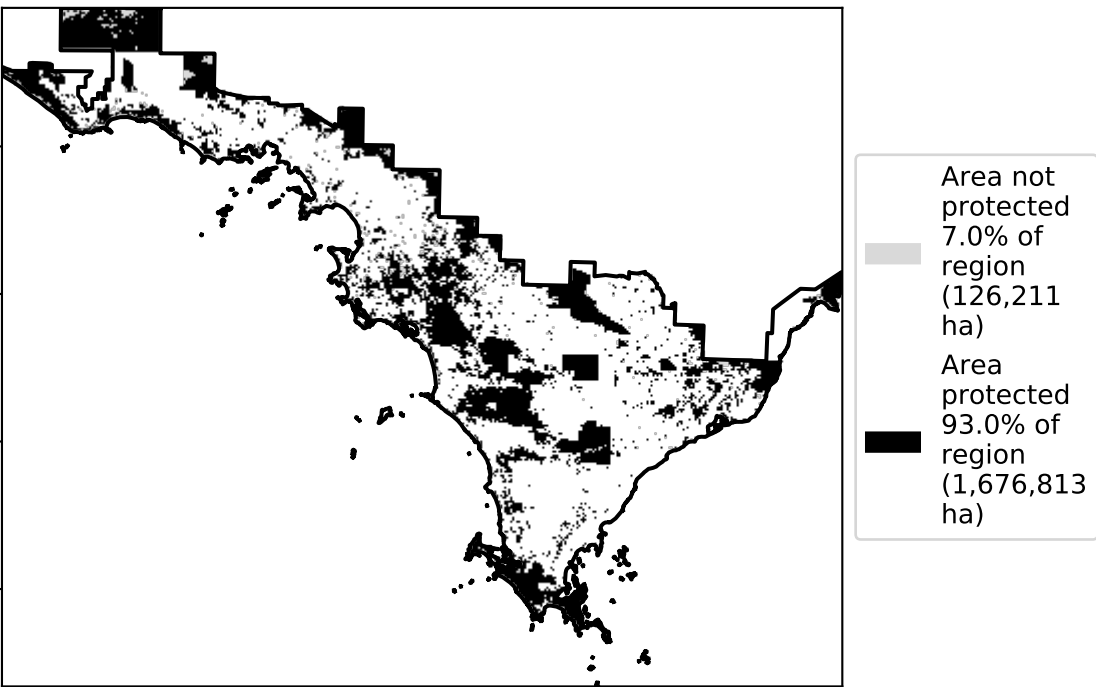 Area not
protected
7.0% of
region
(126,211
ha)
Area
protected
93.0% of
region
(1,676,813
ha)